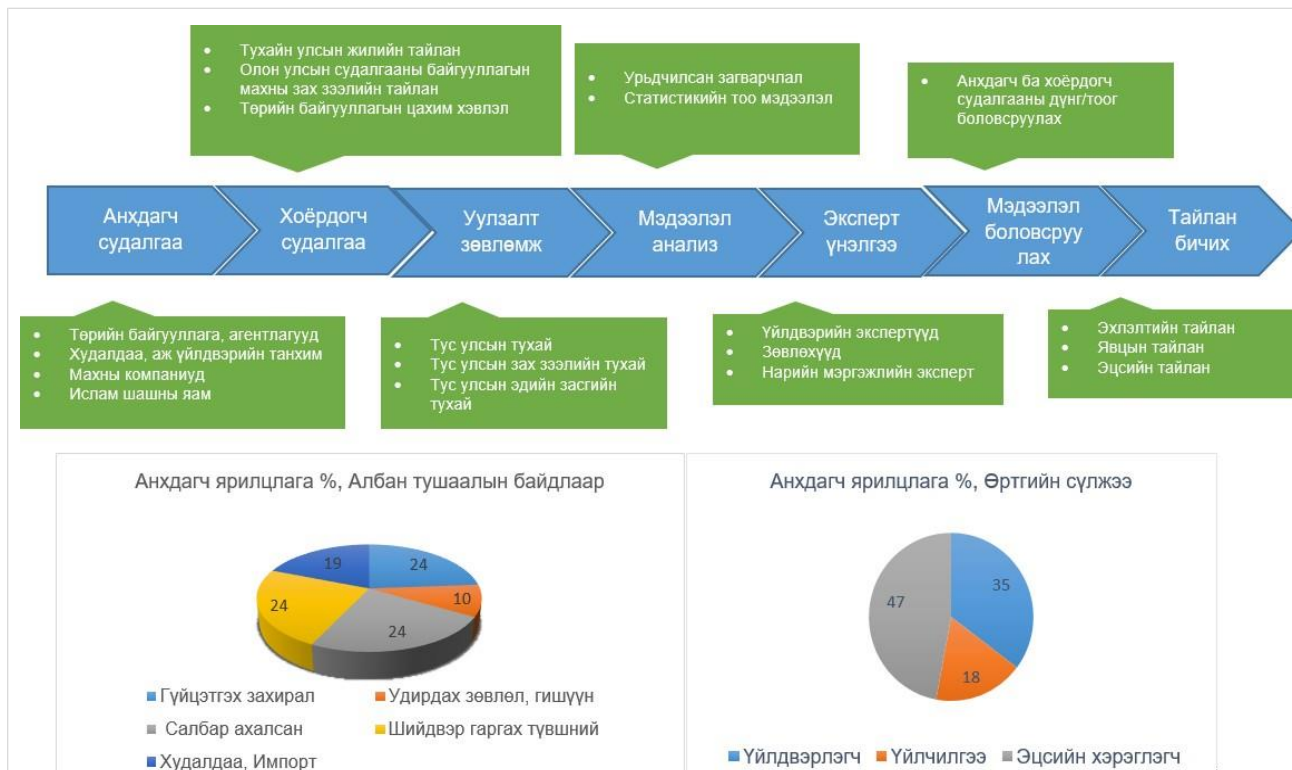 Тухайн улсын жилийн тайлан
Олон улсын судалгааны байгууллагын
махны зах зээлийн тайлан
Төрийн байгууллагын цахим хэвлэл
Урьдчилсан загварчлал
Статистикийн тоо мэдээлэл
Анхдагч ба хоёрдогч
судалгааны дүнг/тоог
боловсруулах
Анхдагч
судалгаа
Хоёрдогч
судалгаа
Уулзалт
зөвлөмж
Мэдээлэл
анализ
Эксперт
үнэлгээ
Мэдээлэл
боловсруу
лах
Тайлан
бичих
Төрийн байгууллага, агентлагууд
Худалдаа, аж үйлдвэрийн танхим
Махны компаниуд
Ислам шашны яам
Тус улсын тухай
Тус улсын зах зээлийн тухай
Тус улсын эдийн засгийн
тухай
Үйлдвэрийн экспертүүд
Зөвлөхүүд
Нарийн мэргэжлийн эксперт
Эхлэлтийн тайлан
Явцын тайлан
Эцсийн тайлан
Анхдагч ярилцлага %, Албан тушаалын байдлаар
19
24
10
24
24
Гүйцэтгэх захирал
Удирдах зөвлөл, гишүүн
Салбар ахалсан
Шийдвэр гаргах түвшний
Худалдаа, Импорт
Анхдагч ярилцлага %, Өртгийн сүлжээ
47
35
18
Үйлдвэрлэгч
Үйлчилгээ
Эцсийн хэрэглэгч